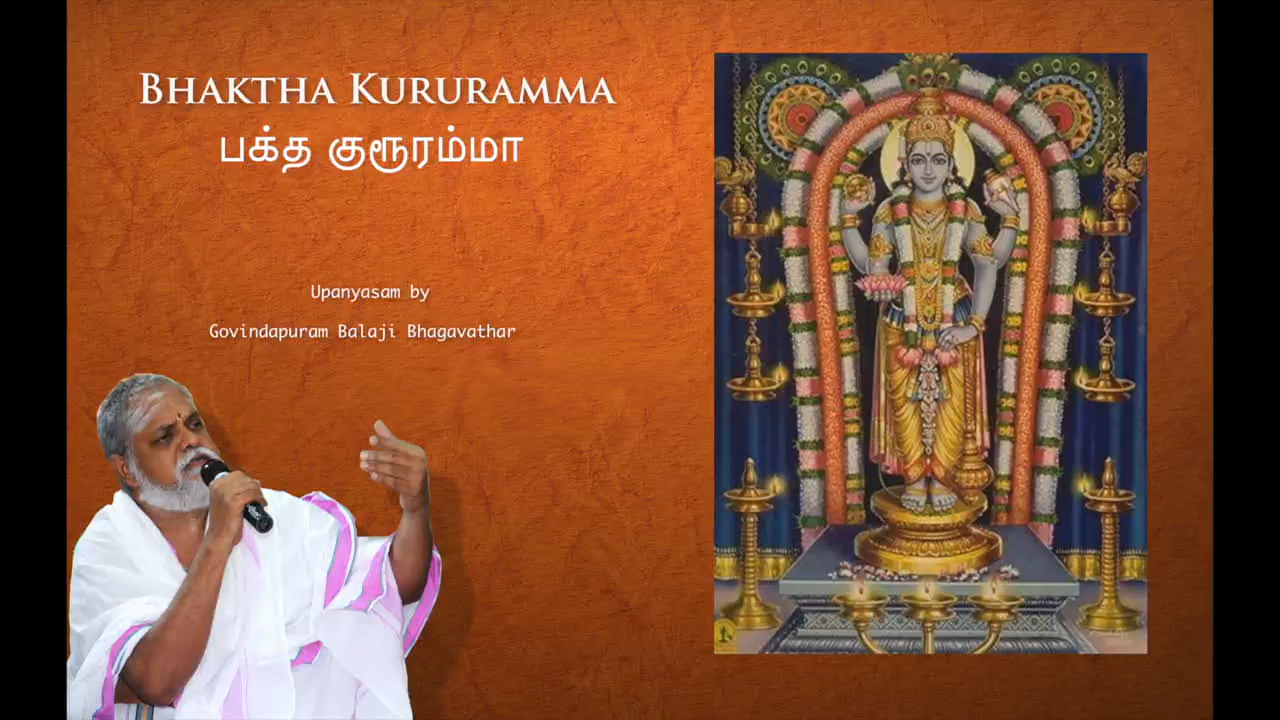 BHAKTHA KURURAMMA
பக்த குரூரம்மா
Upanyasam by
Govindapuram Balaji Bhagavathar